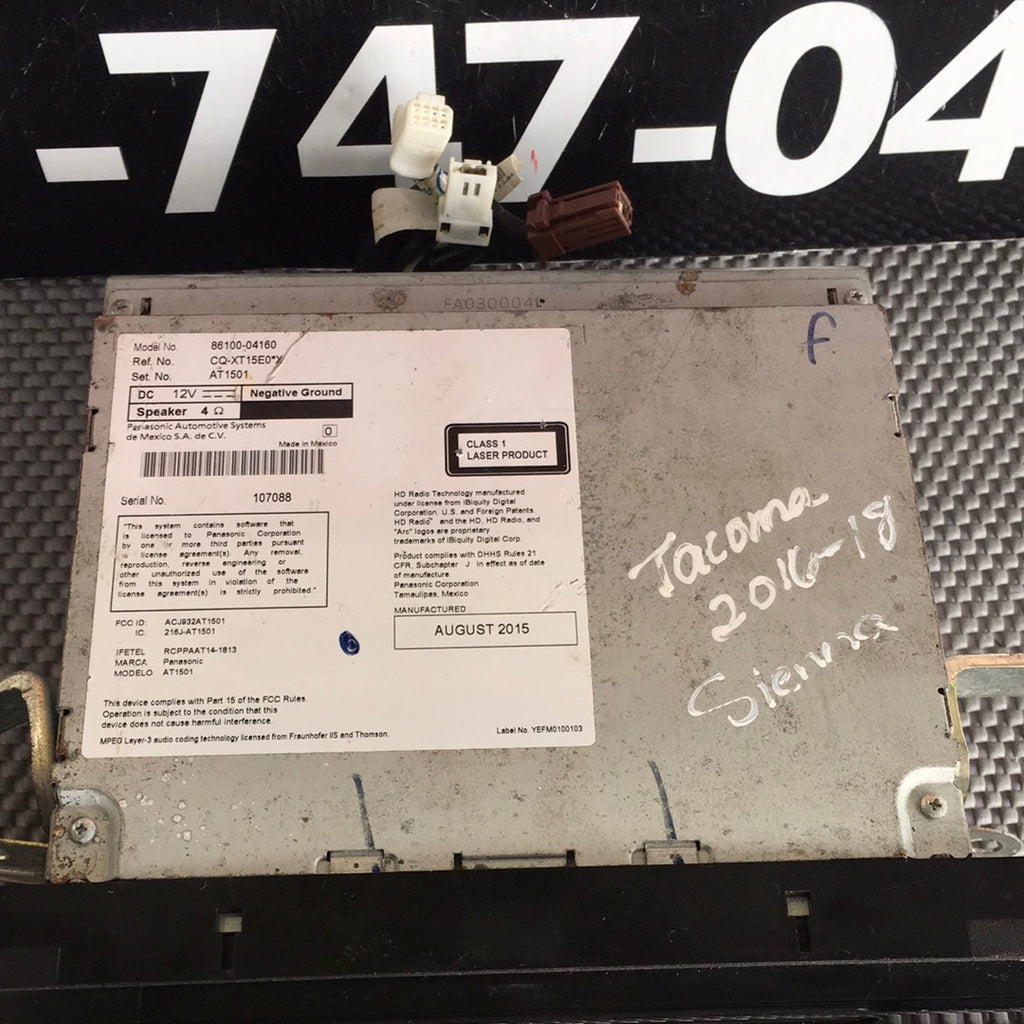 -747-04
FA030004L
Model No. 86100-04160
Ref. No. CQ-XT15E0*X
Set. No. AT1501
DC 12V Negative Ground
Speaker 4 Ω
Panasonic Automotive Systems
de Mexico S.A. de C.V.
0
Made in Mexico
Serial No. 107088
"This system contains software that
is licensed to Panasonic Corporation
by one or more third parties pursuant
to license agreement(s). Any removal,
reproduction, reverse engineering or
other unauthorized use of the software
from this system in violation of the
license agreement(s) is strictly prohibited."
FCC ID: ACJ932AT1501
IC: 216J-AT1501
IFETEL RCPPAAT14-1813
MARCA Panasonic
MODELO AT1501
This device complies with Part 15 of the FCC Rules.
Operation is subject to the condition that this
device does not cause harmful interference.
MPEG Layer-3 audio coding technology licensed from Fraunhofer IIS and Thomson.
CLASS 1
LASER PRODUCT
HD Radio Technology manufactured
under license from iBiquity Digital
Corporation. U.S. and Foreign Patents.
HD Radio™ and the HD, HD Radio, and
"Arc" logos are proprietary
trademarks of iBiquity Digital Corp.
Product complies with DHHS Rules 21
CFR, Subchapter J in effect as of date
of manufacture
Panasonic Corporation
Tamaulipas, Mexico
MANUFACTURED
AUGUST 2015
Label No. YEFM0100103
F
Tacoma
2016-18
Sienna